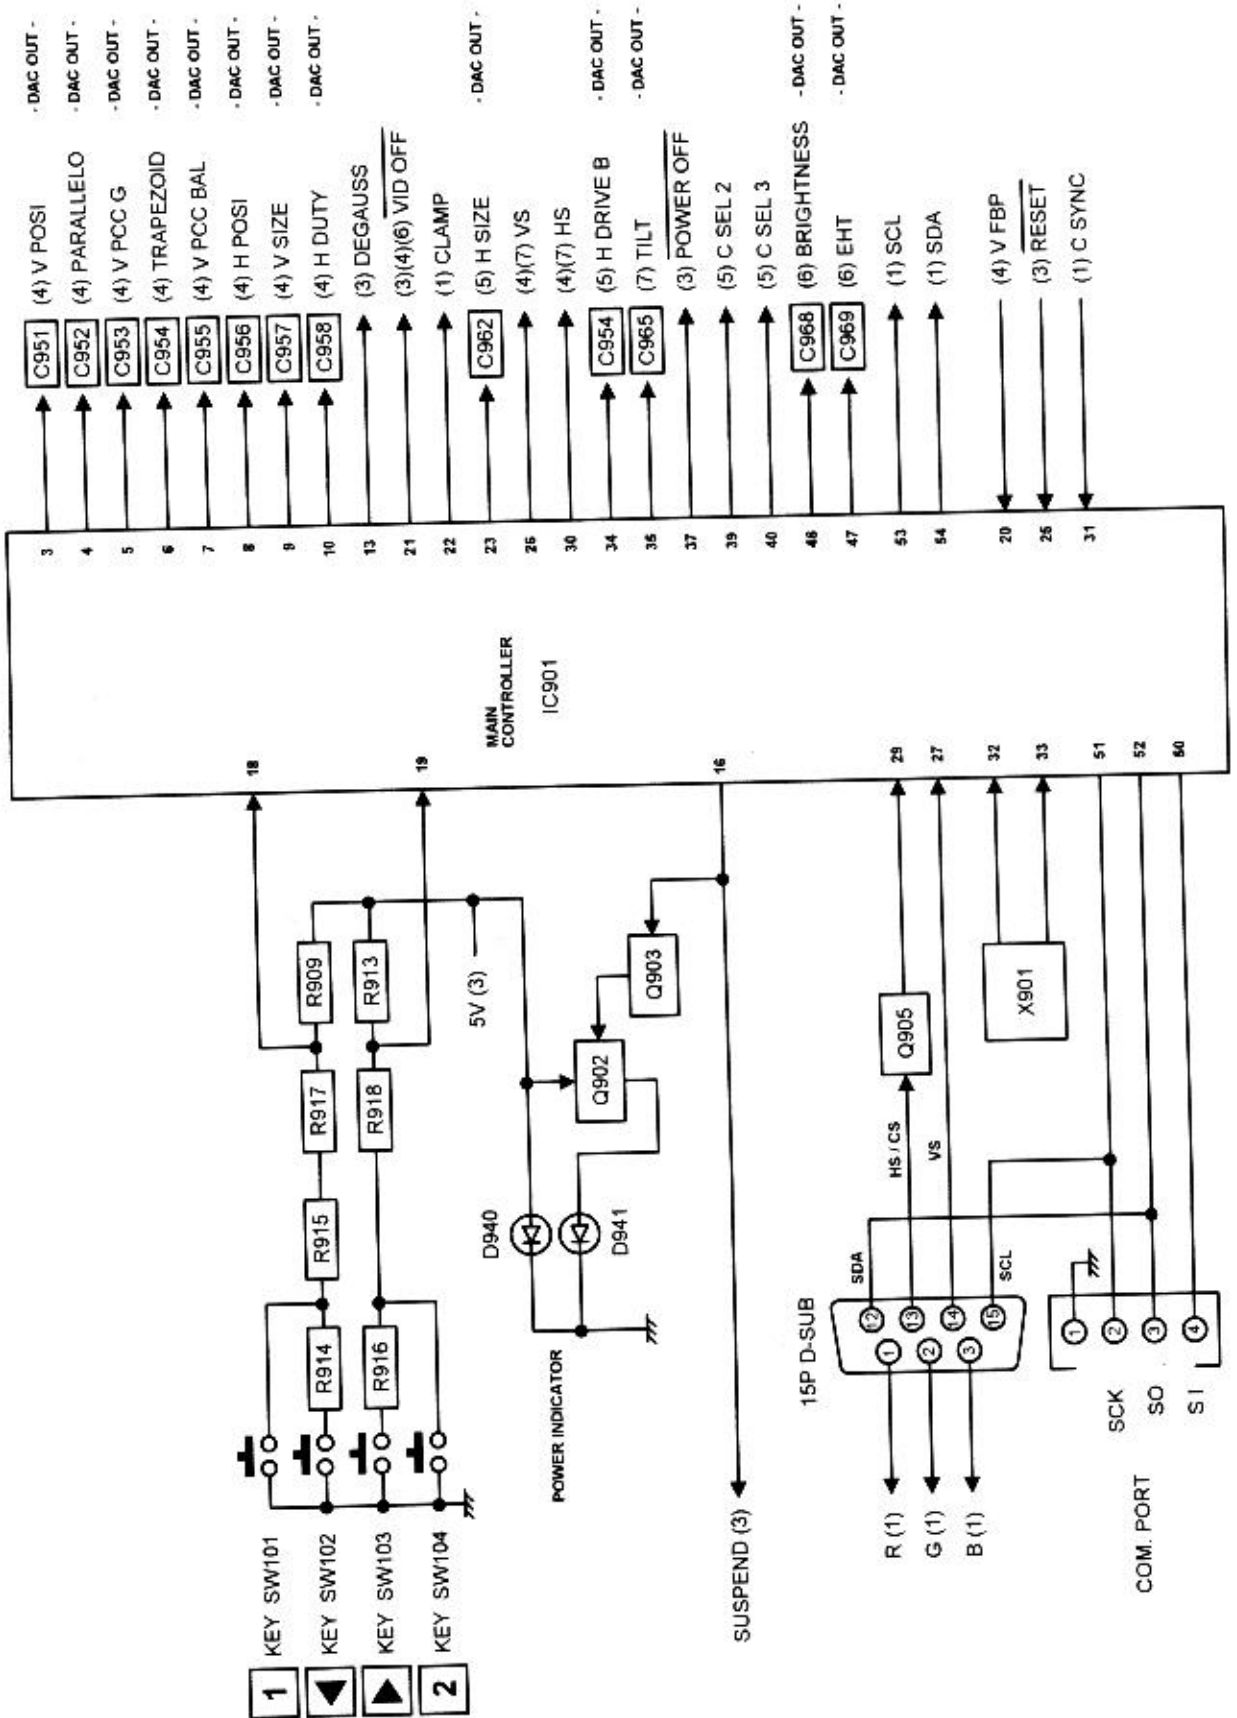 C951 (4) V POSI - DAC OUT -
C952 (4) PARALLELO - DAC OUT -
C953 (4) V PCC G - DAC OUT -
C954 (4) TRAPEZOID - DAC OUT -
C955 (4) V PCC BAL - DAC OUT -
C956 (4) H POSI - DAC OUT -
C957 (4) V SIZE - DAC OUT -
C958 (4) H DUTY - DAC OUT -
(3) DEGAUSS
(3)(4)(6) VID OFF
(1) CLAMP
C962 (5) H SIZE - DAC OUT -
(4)(7) VS
(4)(7) HS
C954 (5) H DRIVE B - DAC OUT -
C965 (7) TILT - DAC OUT -
(3) POWER OFF
(5) C SEL 2
(5) C SEL 3
C968 (6) BRIGHTNESS - DAC OUT -
C969 (6) EHT - DAC OUT -
(1) SCL
(1) SDA
(4) V FBP
(3) RESET
(1) C SYNC
3
4
5
6
7
8
9
10
13
21
22
23
26
30
34
35
37
39
40
46
47
53
54
20
25
31
MAIN
CONTROLLER
IC901
18
19
16
29
27
32
33
51
52
50
1 KEY SW101
KEY SW102
KEY SW103
2 KEY SW104
R914
R915
R917
R909
R916
R918
R913
5V (3)
D940
D941
Q902
Q903
POWER INDICATOR
SUSPEND (3)
15P D-SUB
R (1)
G (1)
B (1)
1
2
3
12
13
14
15
SDA
HS / CS
VS
SCL
Q905
X901
COM. PORT
SCK
SO
S I
1
2
3
4